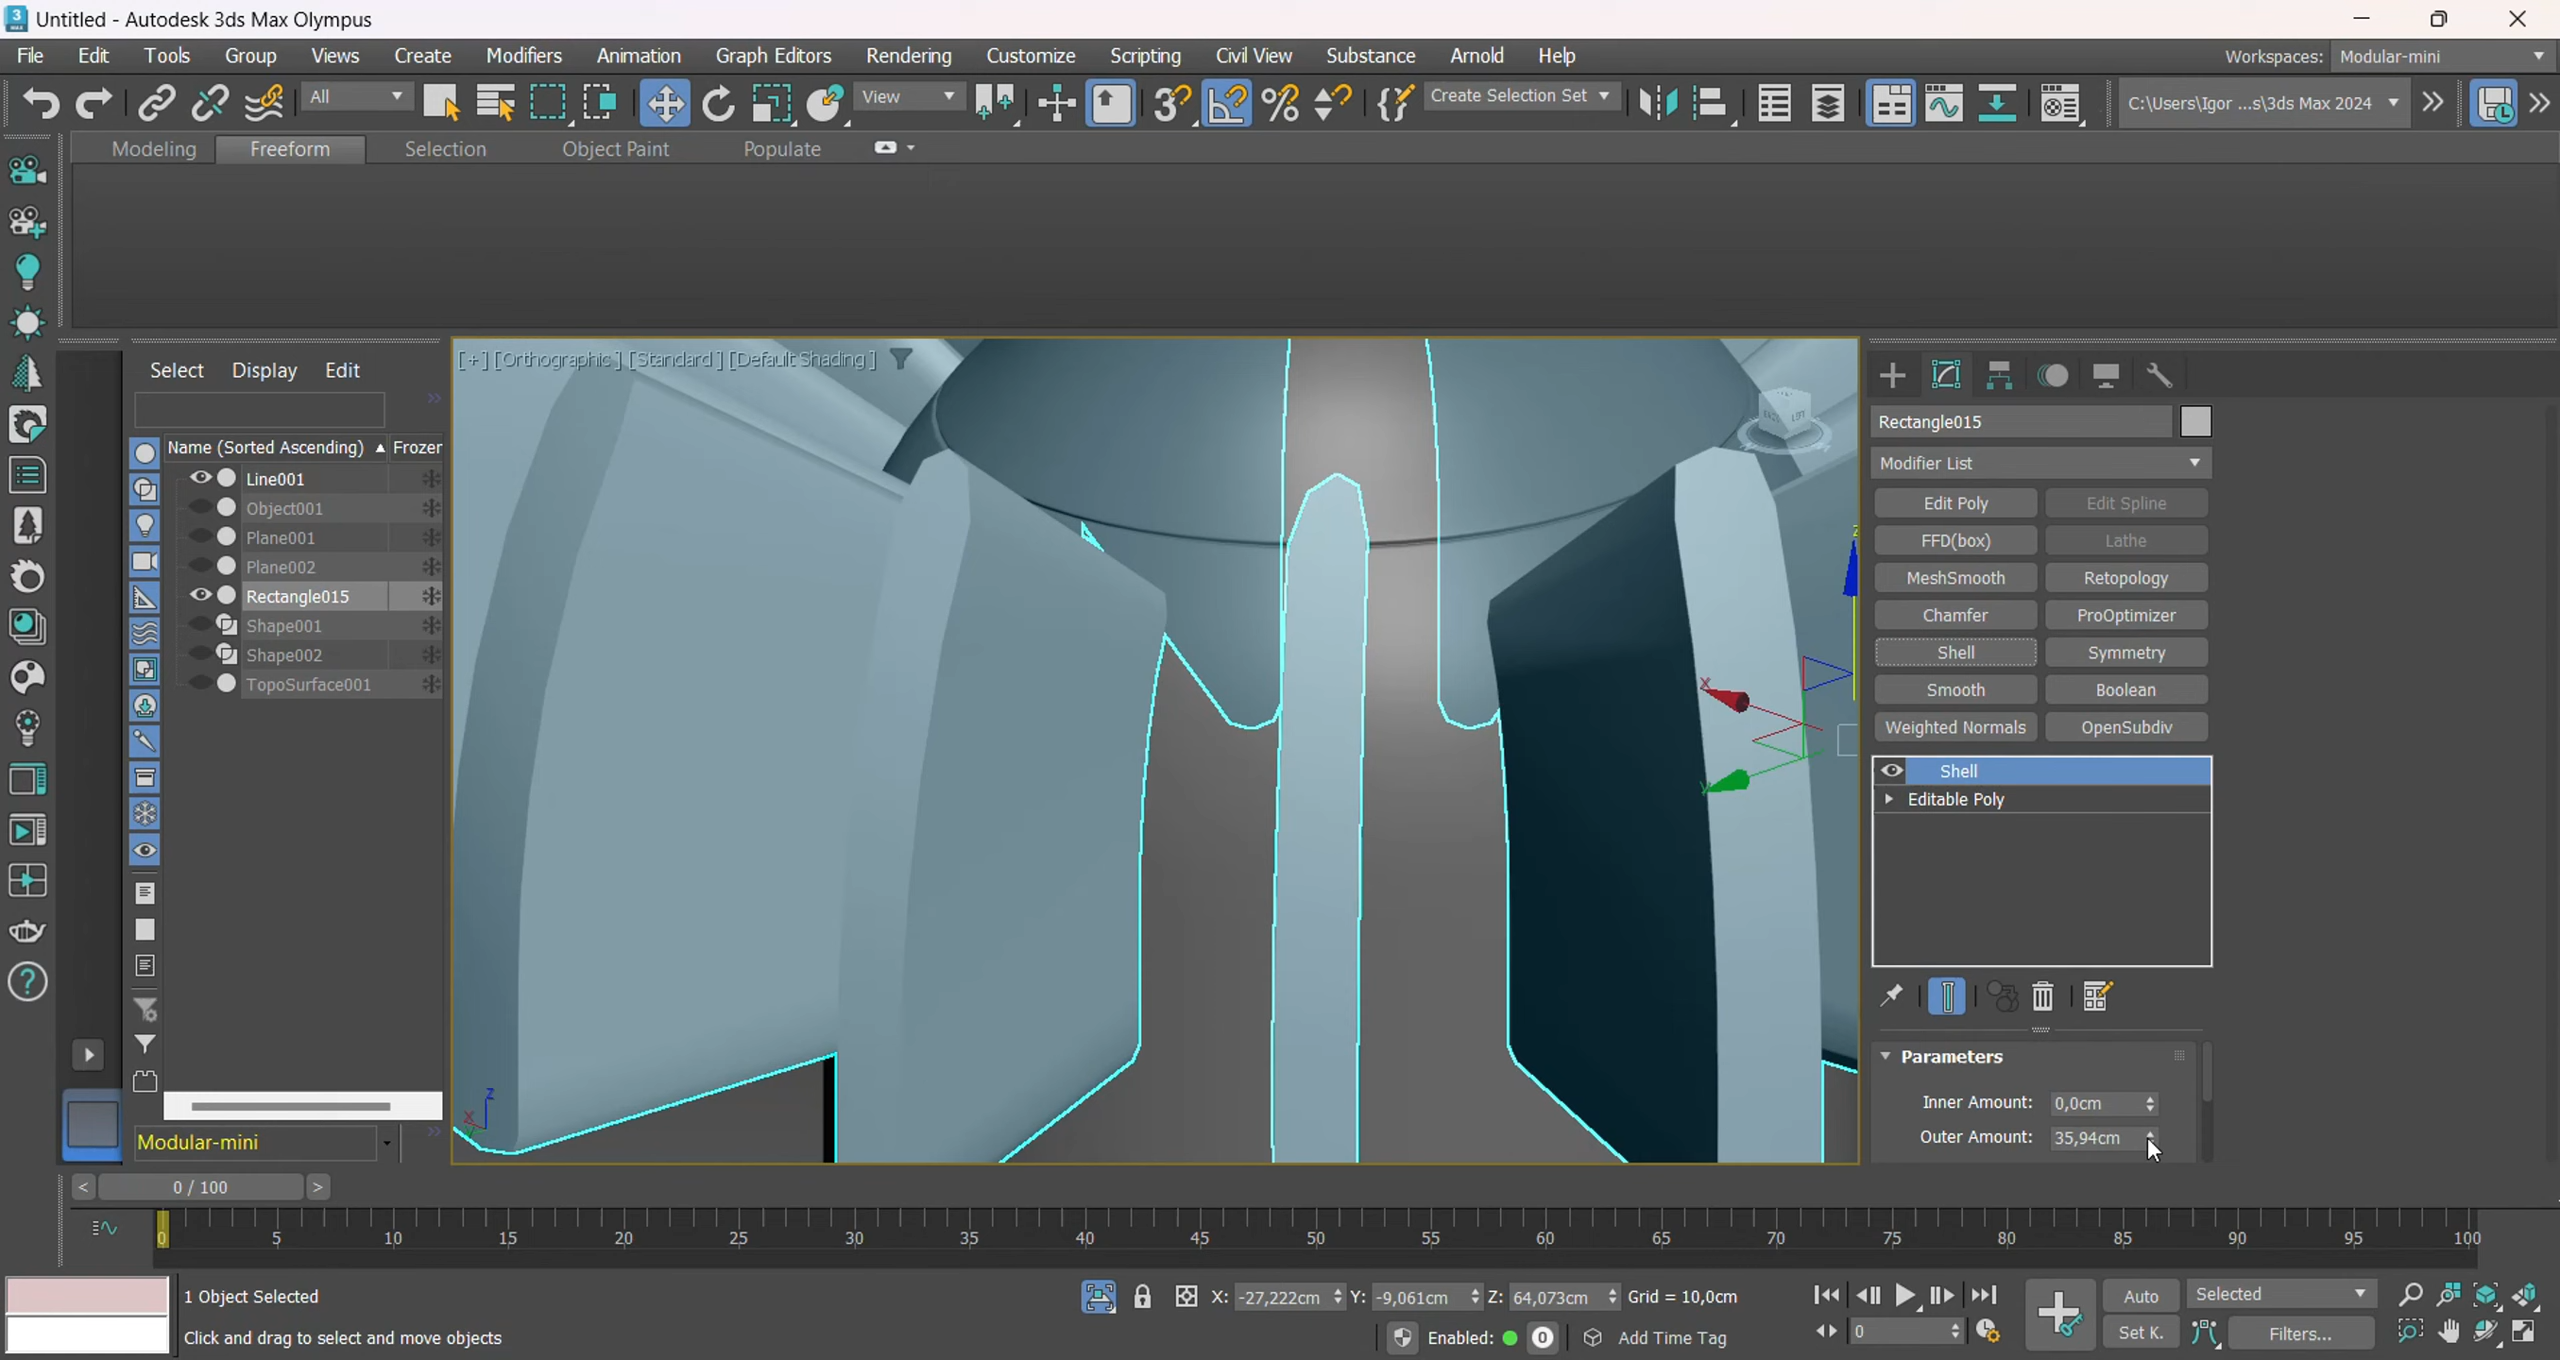 Untitled - Autodesk 3ds Max Olympus
File Edit Tools Group Views Create Modifiers Animation Graph Editors Rendering Customize Scripting Civil View Substance Arnold Help Workspaces: Modular-mini
All View Create Selection Set C:\Users\Igor ...s\3ds Max 2024
Modeling Freeform Selection Object Paint Populate
Select Display Edit
[+] [Orthographic] [Standard] [Default Shading]
Name (Sorted Ascending) Frozen
Line001
Object001
Plane001
Plane002
Rectangle015
Shape001
Shape002
TopoSurface001
Modular-mini
Rectangle015
Modifier List
Edit Poly Edit Spline
FFD(box) Lathe
MeshSmooth Retopology
Chamfer ProOptimizer
Shell Symmetry
Smooth Boolean
Weighted Normals OpenSubdiv
Shell
Editable Poly
Parameters
Inner Amount: 0,0cm
Outer Amount: 35,94cm
< 0 / 100 >
0 5 10 15 20 25 30 35 40 45 50 55 60 65 70 75 80 85 90 95 100
1 Object Selected X: -27,222cm Y: -9,061cm Z: 64,073cm Grid = 10,0cm Auto Selected
Click and drag to select and move objects Enabled: 0 Add Time Tag 0 Set K. Filters...